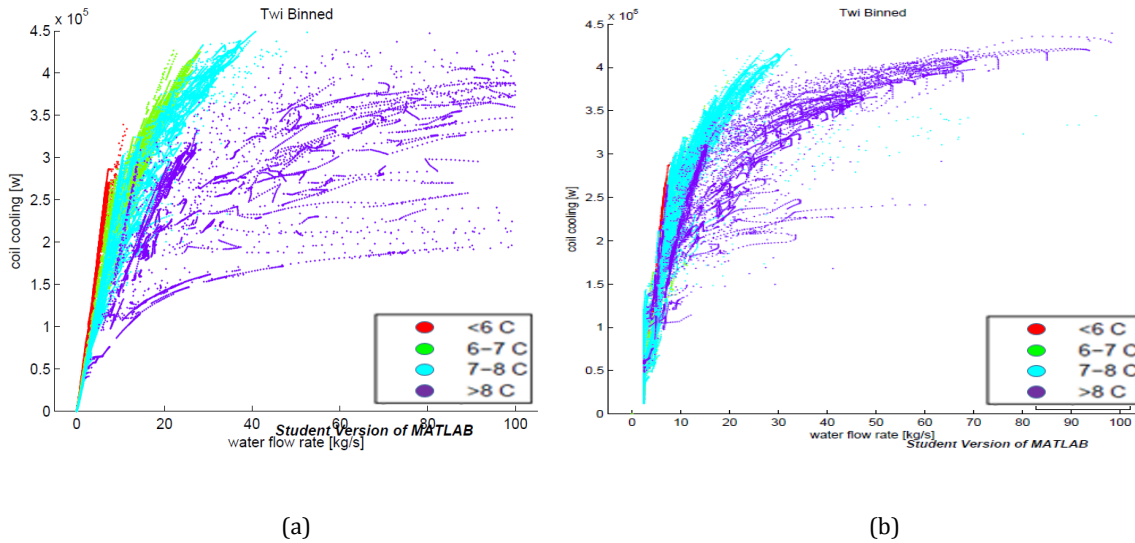 x 10⁵
Twi Binned
4.5
4
3.5
3
2.5
2
1.5
1
0.5
0
coil cooling [w]
0 20 40 60 80 100
water flow rate [kg/s]
Student Version of MATLAB
<6 C
6–7 C
7–8 C
>8 C
(a)
x 10⁵
Twi Binned
4.5
4
3.5
3
2.5
2
1.5
1
0.5
0
coil cooling [w]
0 10 20 30 40 50 60 70 80 90 100
water flow rate [kg/s]
Student Version of MATLAB
<6 C
6–7 C
7–8 C
>8 C
(b)